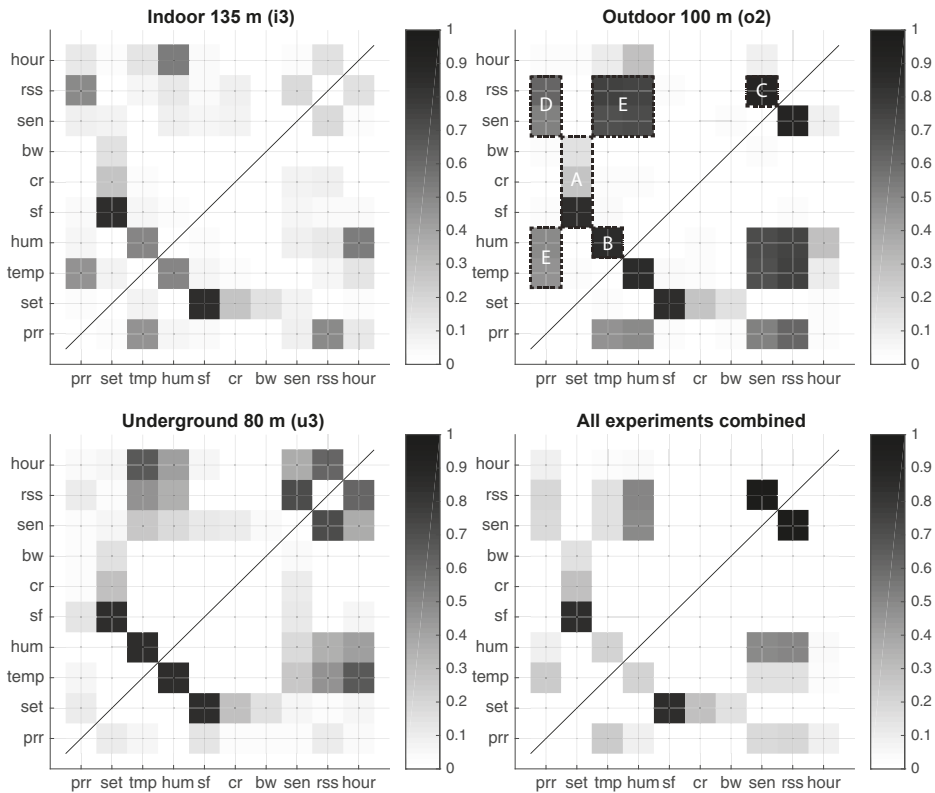 Indoor 135 m (i3)
hour
rss
sen
bw
cr
sf
hum
temp
set
prr
prr set tmp hum sf cr bw sen rss hour
1
0.9
0.8
0.7
0.6
0.5
0.4
0.3
0.2
0.1
0
Outdoor 100 m (o2)
hour
rss
sen
bw
cr
sf
hum
temp
set
prr
D
E
C
A
B
E
prr set tmp hum sf cr bw sen rss hour
1
0.9
0.8
0.7
0.6
0.5
0.4
0.3
0.2
0.1
0
Underground 80 m (u3)
hour
rss
sen
bw
cr
sf
hum
temp
set
prr
prr set tmp hum sf cr bw sen rss hour
1
0.9
0.8
0.7
0.6
0.5
0.4
0.3
0.2
0.1
0
All experiments combined
hour
rss
sen
bw
cr
sf
hum
temp
set
prr
prr set tmp hum sf cr bw sen rss hour
1
0.9
0.8
0.7
0.6
0.5
0.4
0.3
0.2
0.1
0